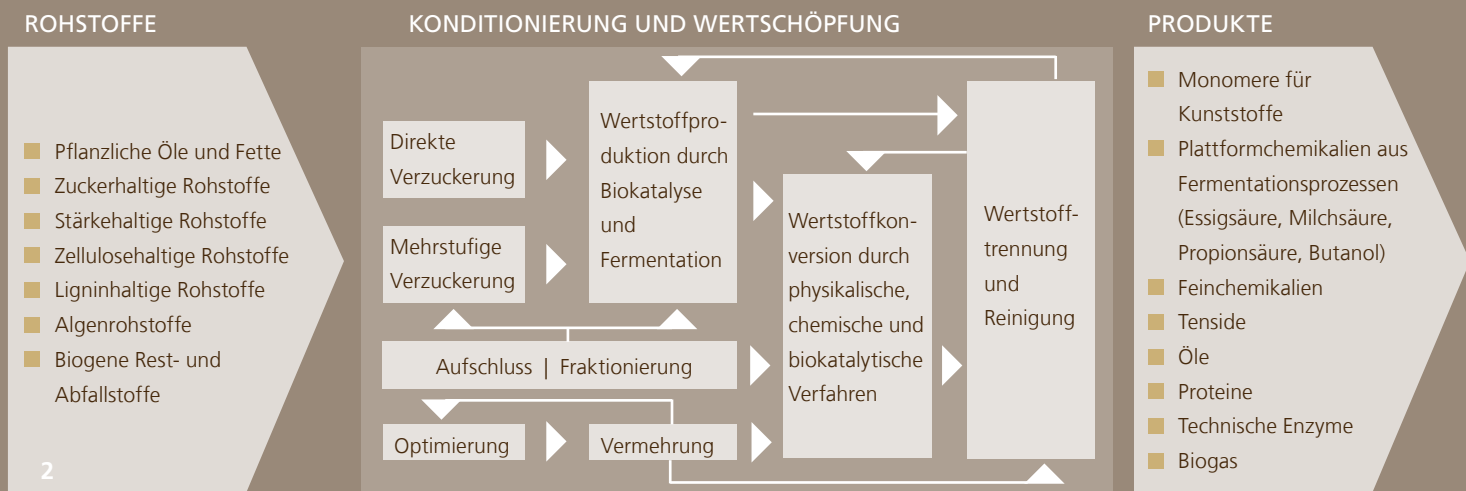 ROHSTOFFE
Pflanzliche Öle und Fette
Zuckerhaltige Rohstoffe
Stärkehaltige Rohstoffe
Zellulosehaltige Rohstoffe
Ligninhaltige Rohstoffe
Algenrohstoffe
Biogene Rest- und
Abfallstoffe
2
KONDITIONIERUNG UND WERTSCHÖPFUNG
Direkte
Verzuckerung
Mehrstufige
Verzuckerung
Wertstoffpro-
duktion durch
Biokatalyse
und
Fermentation
Aufschluss | Fraktionierung
Optimierung
Vermehrung
Wertstoffkon-
version durch
physikalische,
chemische und
biokatalytische
Verfahren
Wertstoff-
trennung
und
Reinigung
PRODUKTE
Monomere für
Kunststoffe
Plattformchemikalien aus
Fermentationsprozessen
(Essigsäure, Milchsäure,
Propionsäure, Butanol)
Feinchemikalien
Tenside
Öle
Proteine
Technische Enzyme
Biogas